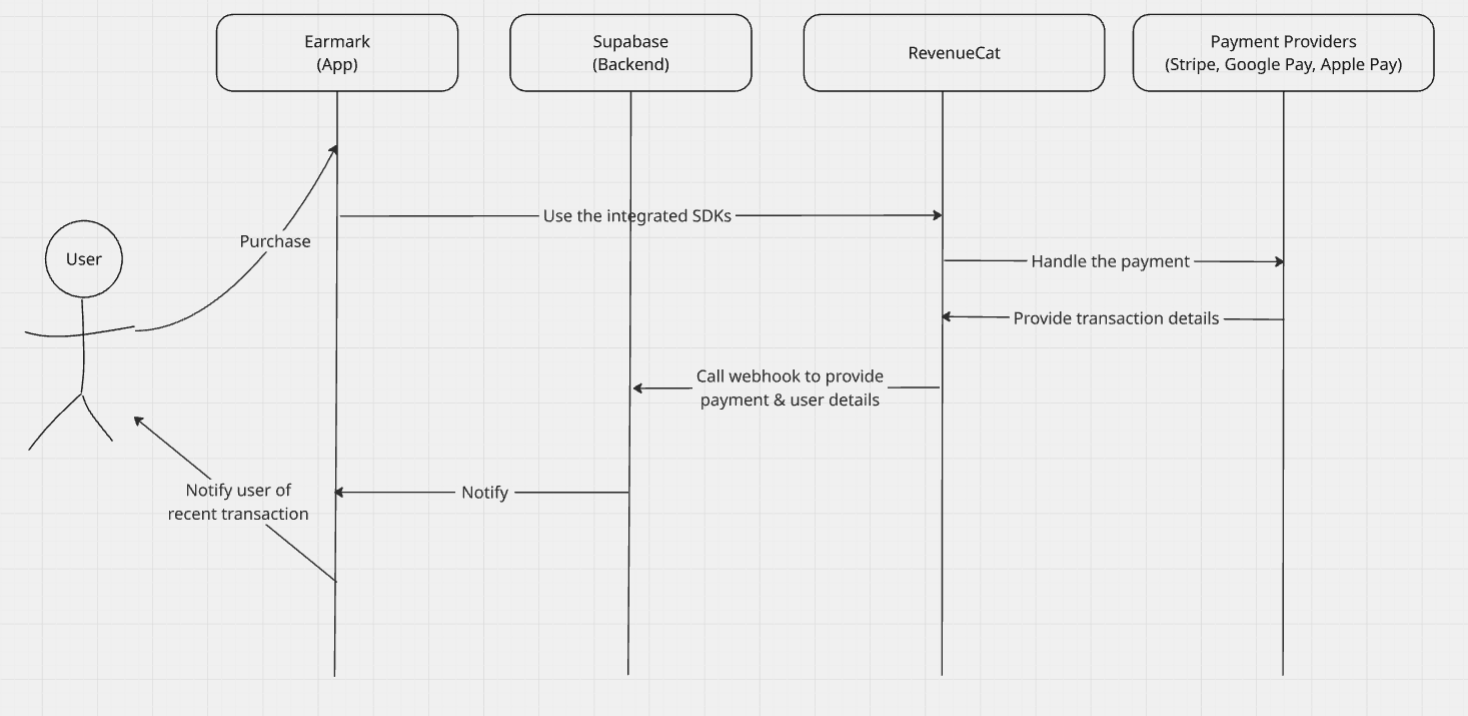 Earmark
(App)
Supabase
(Backend)
RevenueCat
Payment Providers
(Stripe, Google Pay, Apple Pay)
Use the integrated SDKs
Purchase
User
Handle the payment
Provide transaction details
Call webhook to provide
payment & user details
Notify user of
recent transaction
Notify